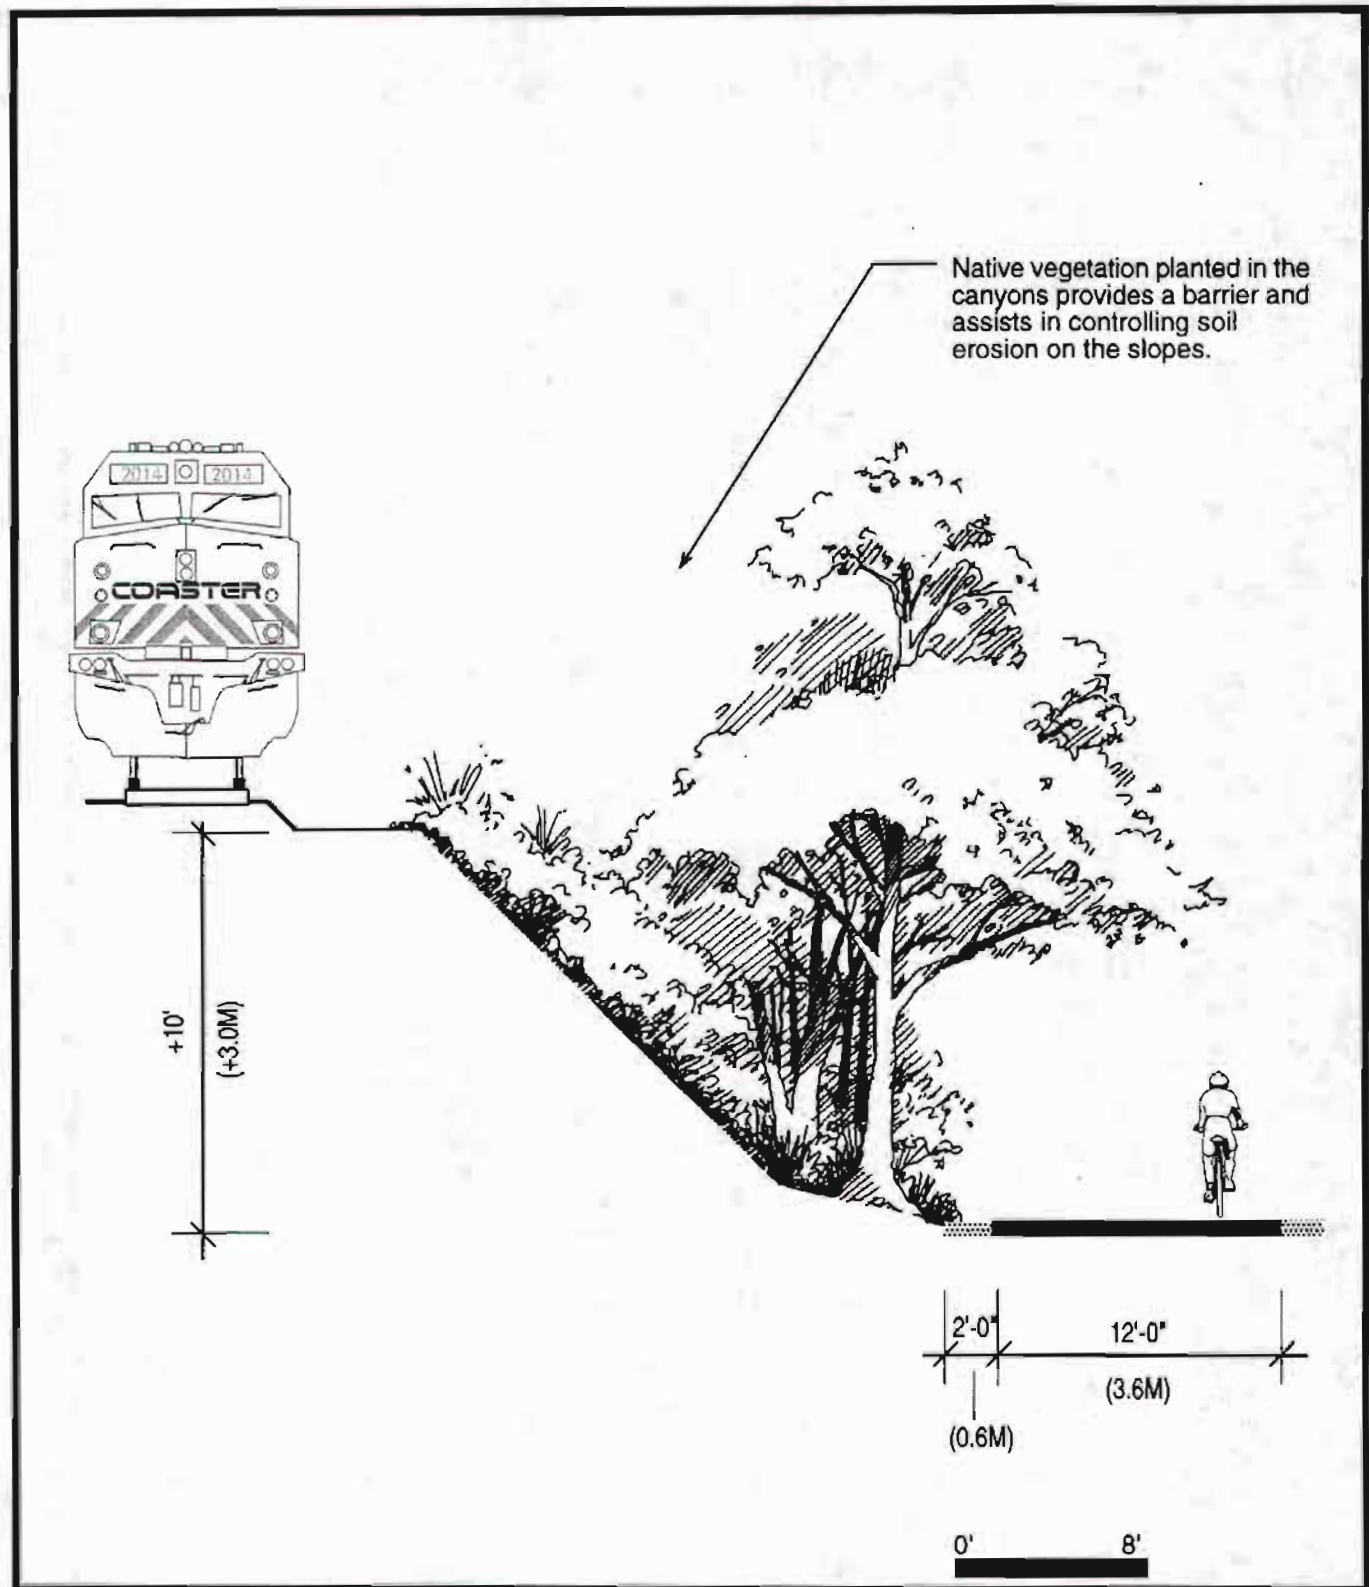 Native vegetation planted in the
canyons provides a barrier and
assists in controlling soil
erosion on the slopes.
2014 2014
COASTER
+10'
(+3.0M)
2'-0" 12'-0"
(3.6M)
(0.6M)
0' 8'